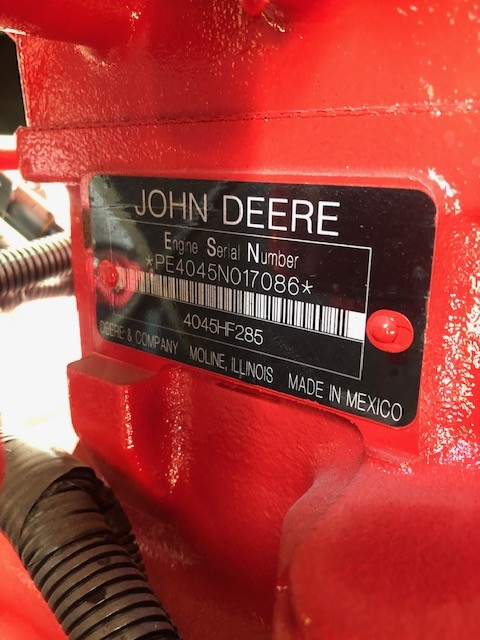 JOHN DEERE
Engine Serial Number
*PE4045N017086*
4045HF285
DEERE & COMPANY MOLINE, ILLINOIS MADE IN MEXICO